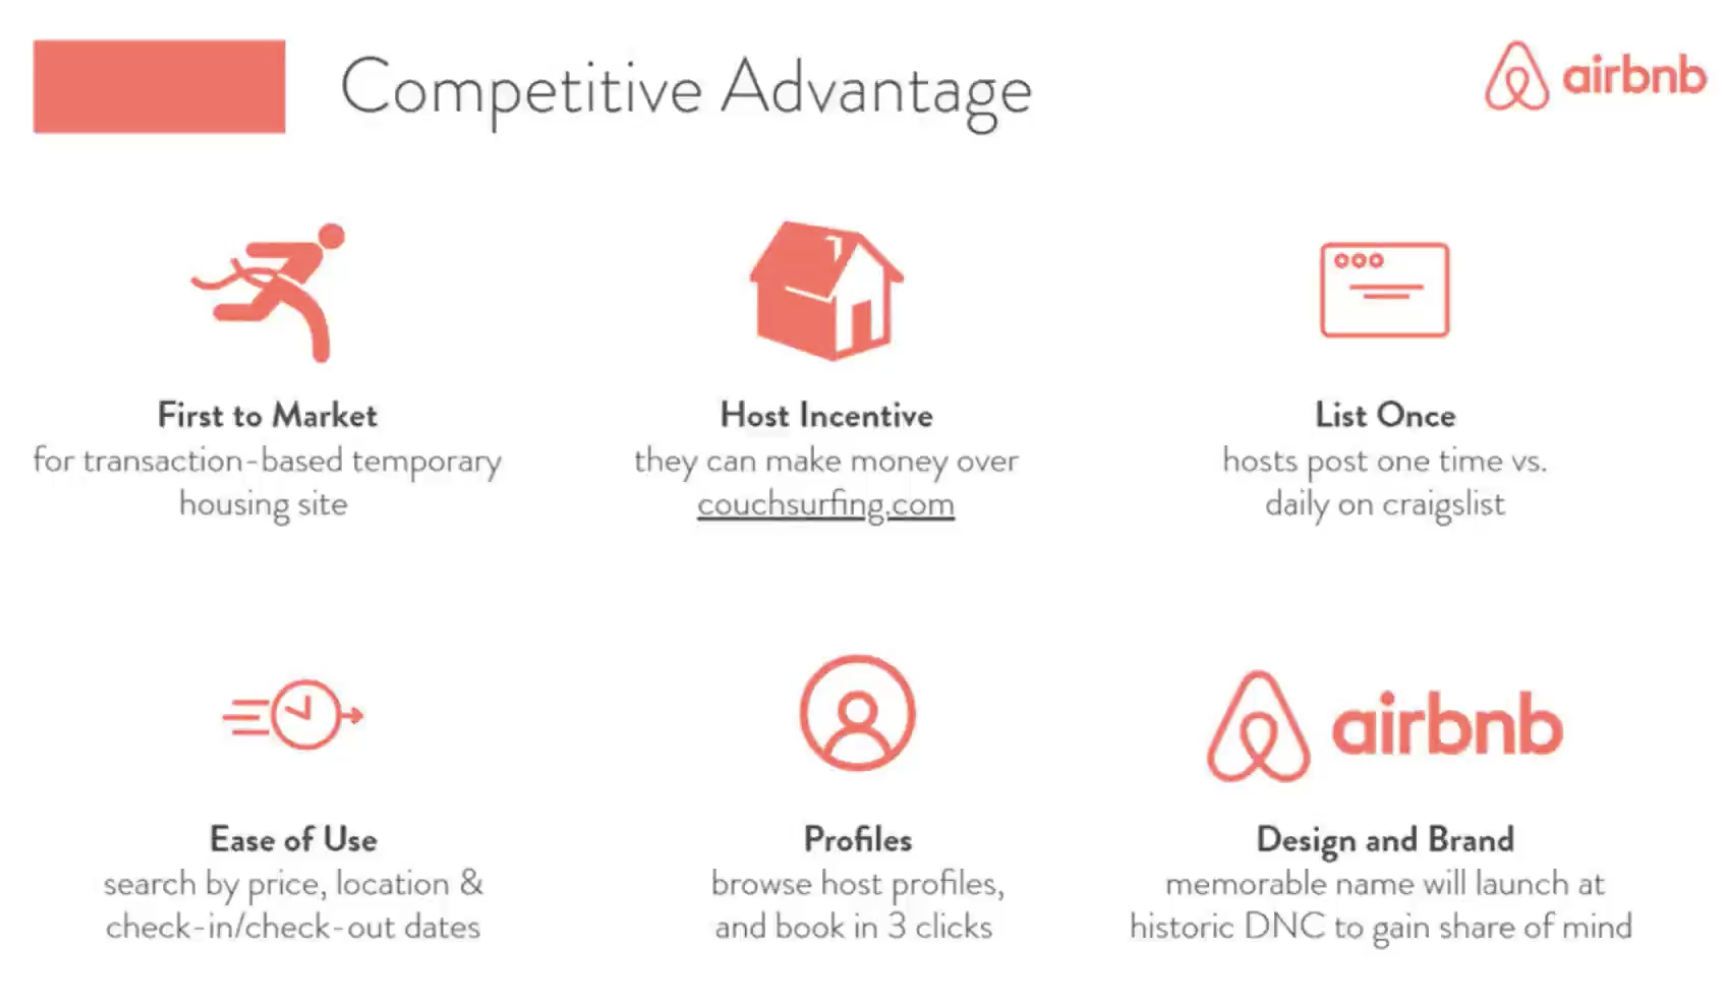 Competitive Advantage
airbnb
First to Market
for transaction-based temporary
housing site
Host Incentive
they can make money over
couchsurfing.com
List Once
hosts post one time vs.
daily on craigslist
Ease of Use
search by price, location &
check-in/check-out dates
Profiles
browse host profiles,
and book in 3 clicks
airbnb
Design and Brand
memorable name will launch at
historic DNC to gain share of mind